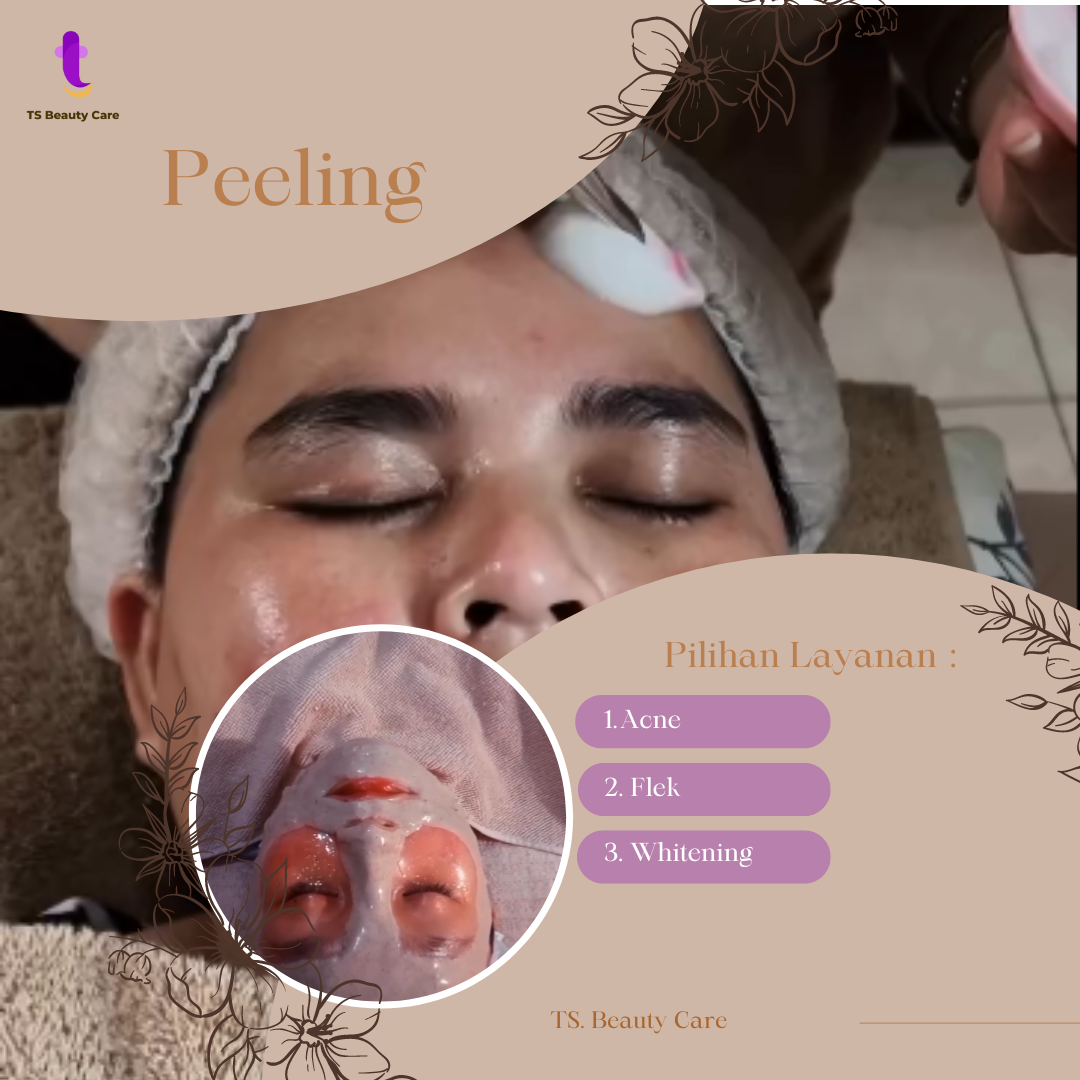 TS Beauty Care
Peeling
Pilihan Layanan :
1.Acne
2. Flek
3. Whitening
TS. Beauty Care